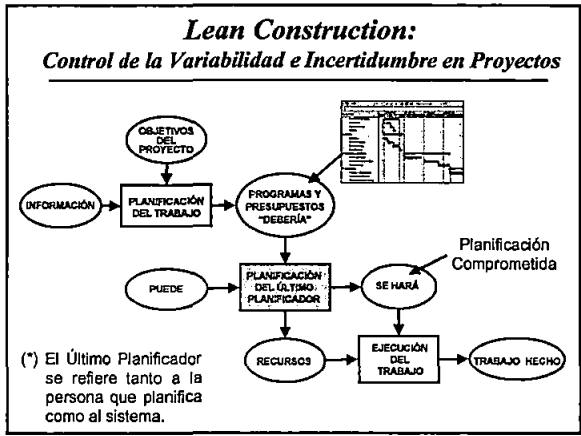 Lean Construction:
Control de la Variabilidad e Incertidumbre en Proyectos
OBJETIVOS
DEL
PROYECTO
INFORMACIÓN
PLANIFICACIÓN
DEL TRABAJO
PROGRAMAS Y
PRESUPUESTOS
"DEBERÍA"
Planificación
Comprometida
PUEDE
PLANIFICACIÓN
DEL ÚLTIMO
PLANIFICADOR
SE HARÁ
RECURSOS
EJECUCIÓN
DEL
TRABAJO
TRABAJO HECHO
(*) El Último Planificador
se refiere tanto a la
persona que planifica
como al sistema.